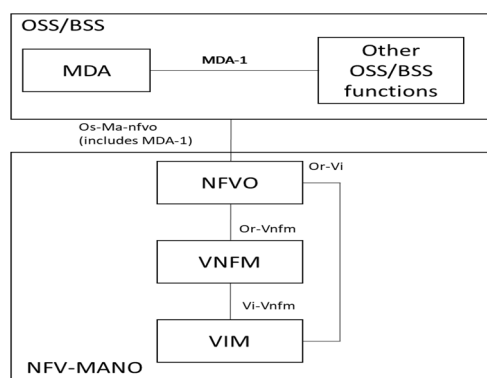 OSS/BSS
MDA
MDA-1
Other
OSS/BSS
functions
Os-Ma-nfvo
(includes MDA-1)
NFVO
Or-Vi
Or-Vnfm
VNFM
Vi-Vnfm
VIM
NFV-MANO